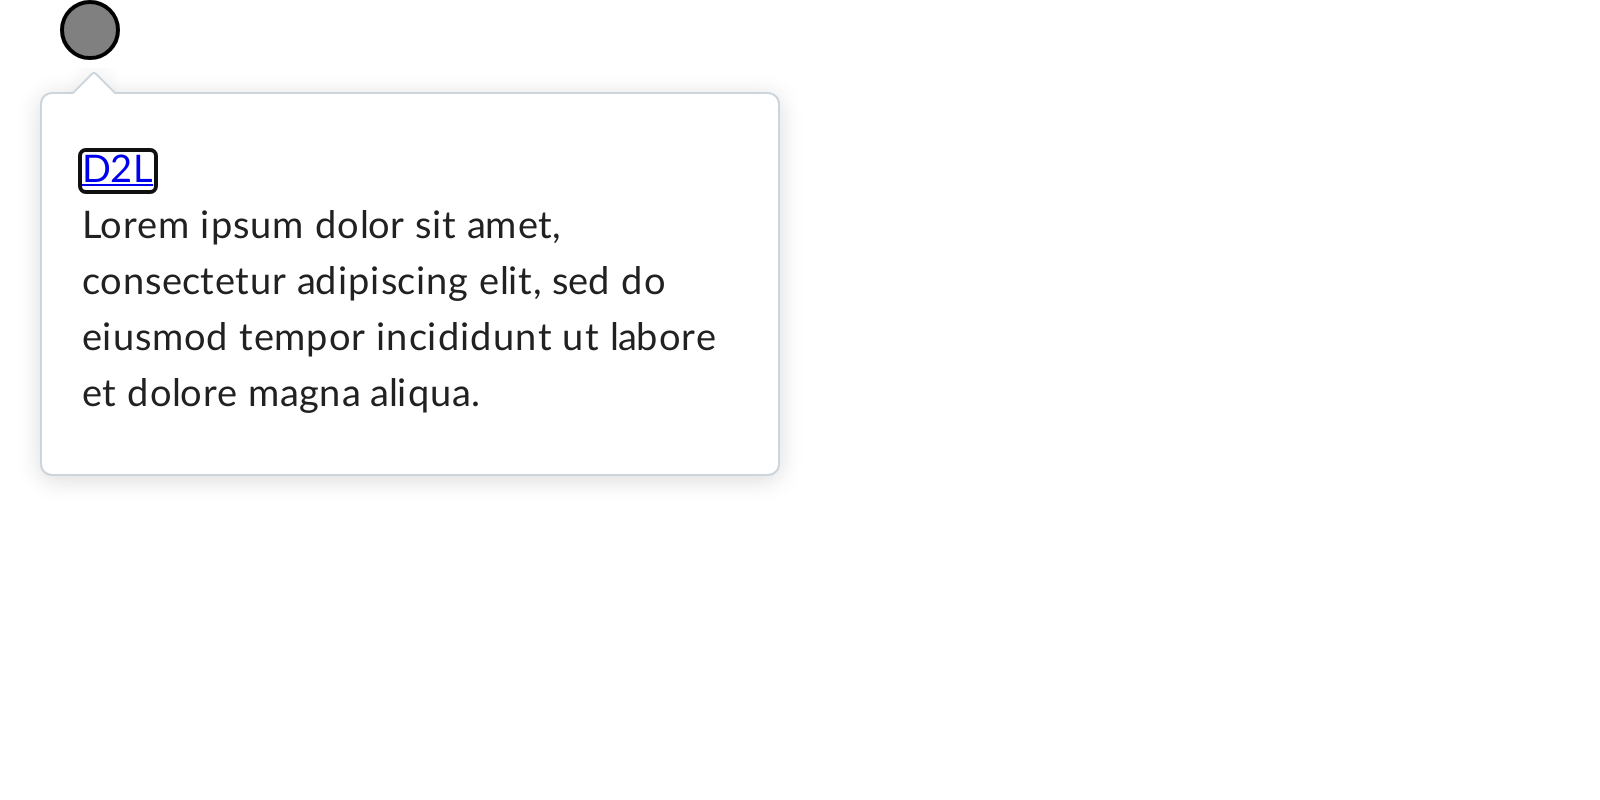 D2L
Lorem ipsum dolor sit amet,
consectetur adipiscing elit, sed do
eiusmod tempor incididunt ut labore
et dolore magna aliqua.